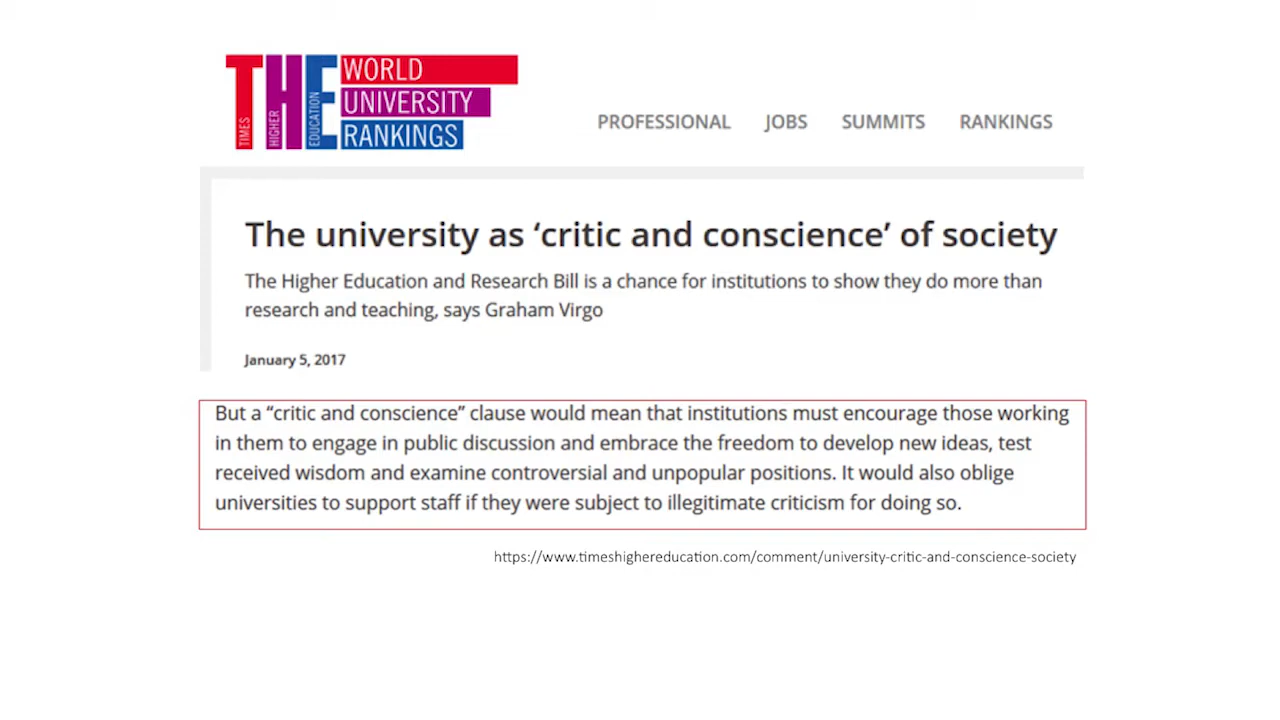 TIMES HIGHER EDUCATION
WORLD
UNIVERSITY
RANKINGS
PROFESSIONAL JOBS SUMMITS RANKINGS
The university as ‘critic and conscience’ of society
The Higher Education and Research Bill is a chance for institutions to show they do more than
research and teaching, says Graham Virgo
January 5, 2017
But a “critic and conscience” clause would mean that institutions must encourage those working
in them to engage in public discussion and embrace the freedom to develop new ideas, test
received wisdom and examine controversial and unpopular positions. It would also oblige
universities to support staff if they were subject to illegitimate criticism for doing so.
https://www.timeshighereducation.com/comment/university-critic-and-conscience-society